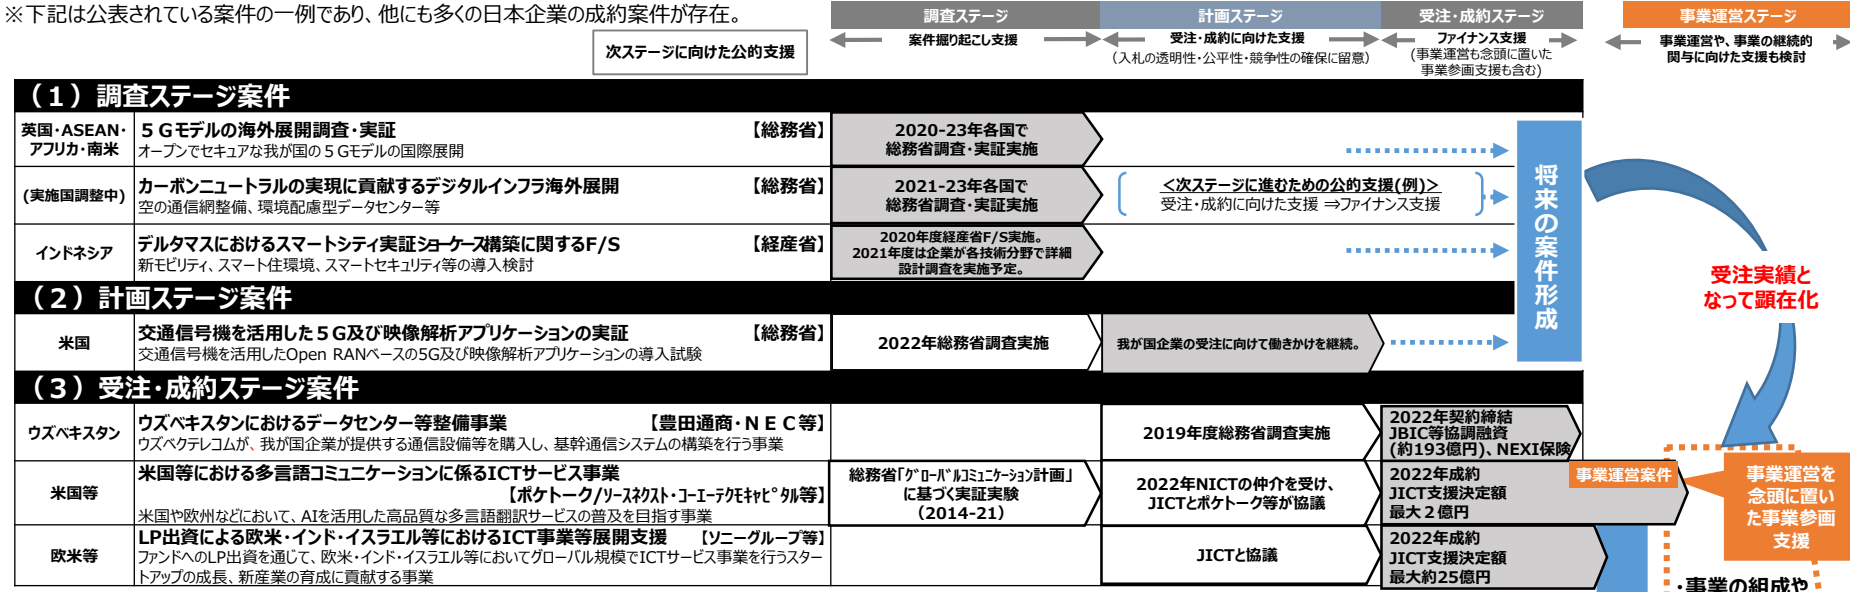 ※下記は公表されている案件の一例であり、他にも多くの日本企業の成約案件が存在。
調査ステージ
計画ステージ
受注・成約ステージ
事業運営ステージ
次ステージに向けた公的支援
案件掘り起こし支援
受注・成約に向けた支援
(入札の透明性・公平性・競争性の確保に留意)
ファイナンス支援
(事業運営も念頭に置いた
事業参画支援も含む)
事業運営や、事業の継続的
関与に向けた支援も検討
（１）調査ステージ案件
英国・ASEAN・
アフリカ・南米
５Ｇモデルの海外展開調査・実証 【総務省】
オープンでセキュアな我が国の５Ｇモデルの国際展開
2020-23年各国で
総務省調査・実証実施
(実施国調整中)
カーボンニュートラルの実現に貢献するデジタルインフラ海外展開 【総務省】
空の通信網整備、環境配慮型データセンター等
2021-23年各国で
総務省調査・実証実施
<次ステージに進むための公的支援(例)>
受注・成約に向けた支援 ⇒ファイナンス支援
インドネシア
デルタマスにおけるスマートシティ実証ショーケース構築に関するF/S 【経産省】
新モビリティ、スマート住環境、スマートセキュリティ等の導入検討
2020年度経産省F/S実施。
2021年度は企業が各技術分野で詳細
設計調査を実施予定。
将来の案件形成
受注実績と
なって顕在化
（２）計画ステージ案件
米国
交通信号機を活用した５Ｇ及び映像解析アプリケーションの実証 【総務省】
交通信号機を活用したOpen RANベースの5G及び映像解析アプリケーションの導入試験
2022年総務省調査実施
我が国企業の受注に向けて働きかけを継続。
（３）受注・成約ステージ案件
ウズベキスタン
ウズベキスタンにおけるデータセンター等整備事業 【豊田通商・ＮＥＣ等】
ウズベクテレコムが、我が国企業が提供する通信設備等を購入し、基幹通信システムの構築を行う事業
2019年度総務省調査実施
2022年契約締結
JBIC等協調融資
(約193億円)、NEXI保険
米国等
米国等における多言語コミュニケーションに係るICTサービス事業
【ポケトーク/ソースネクスト・コーエーテクモキャピタル等】
米国や欧州などにおいて、AIを活用した高品質な多言語翻訳サービスの普及を目指す事業
総務省「グローバルコミュニケーション計画」
に基づく実証実験
（2014-21）
2022年NICTの仲介を受け、
JICTとポケトーク等が協議
2022年成約
JICT支援決定額
最大２億円
事業運営案件
事業運営を
念頭に置い
た事業参画
支援
欧米等
LP出資による欧米・インド・イスラエル等におけるICT事業等展開支援 【ソニーグループ等】
ファンドへのLP出資を通じて、欧米・インド・イスラエル等においてグローバル規模でICTサービス事業を行うスター
トアップの成長、新産業の育成に貢献する事業
JICTと協議
2022年成約
JICT支援決定額
最大約25億円
・事業の組成や